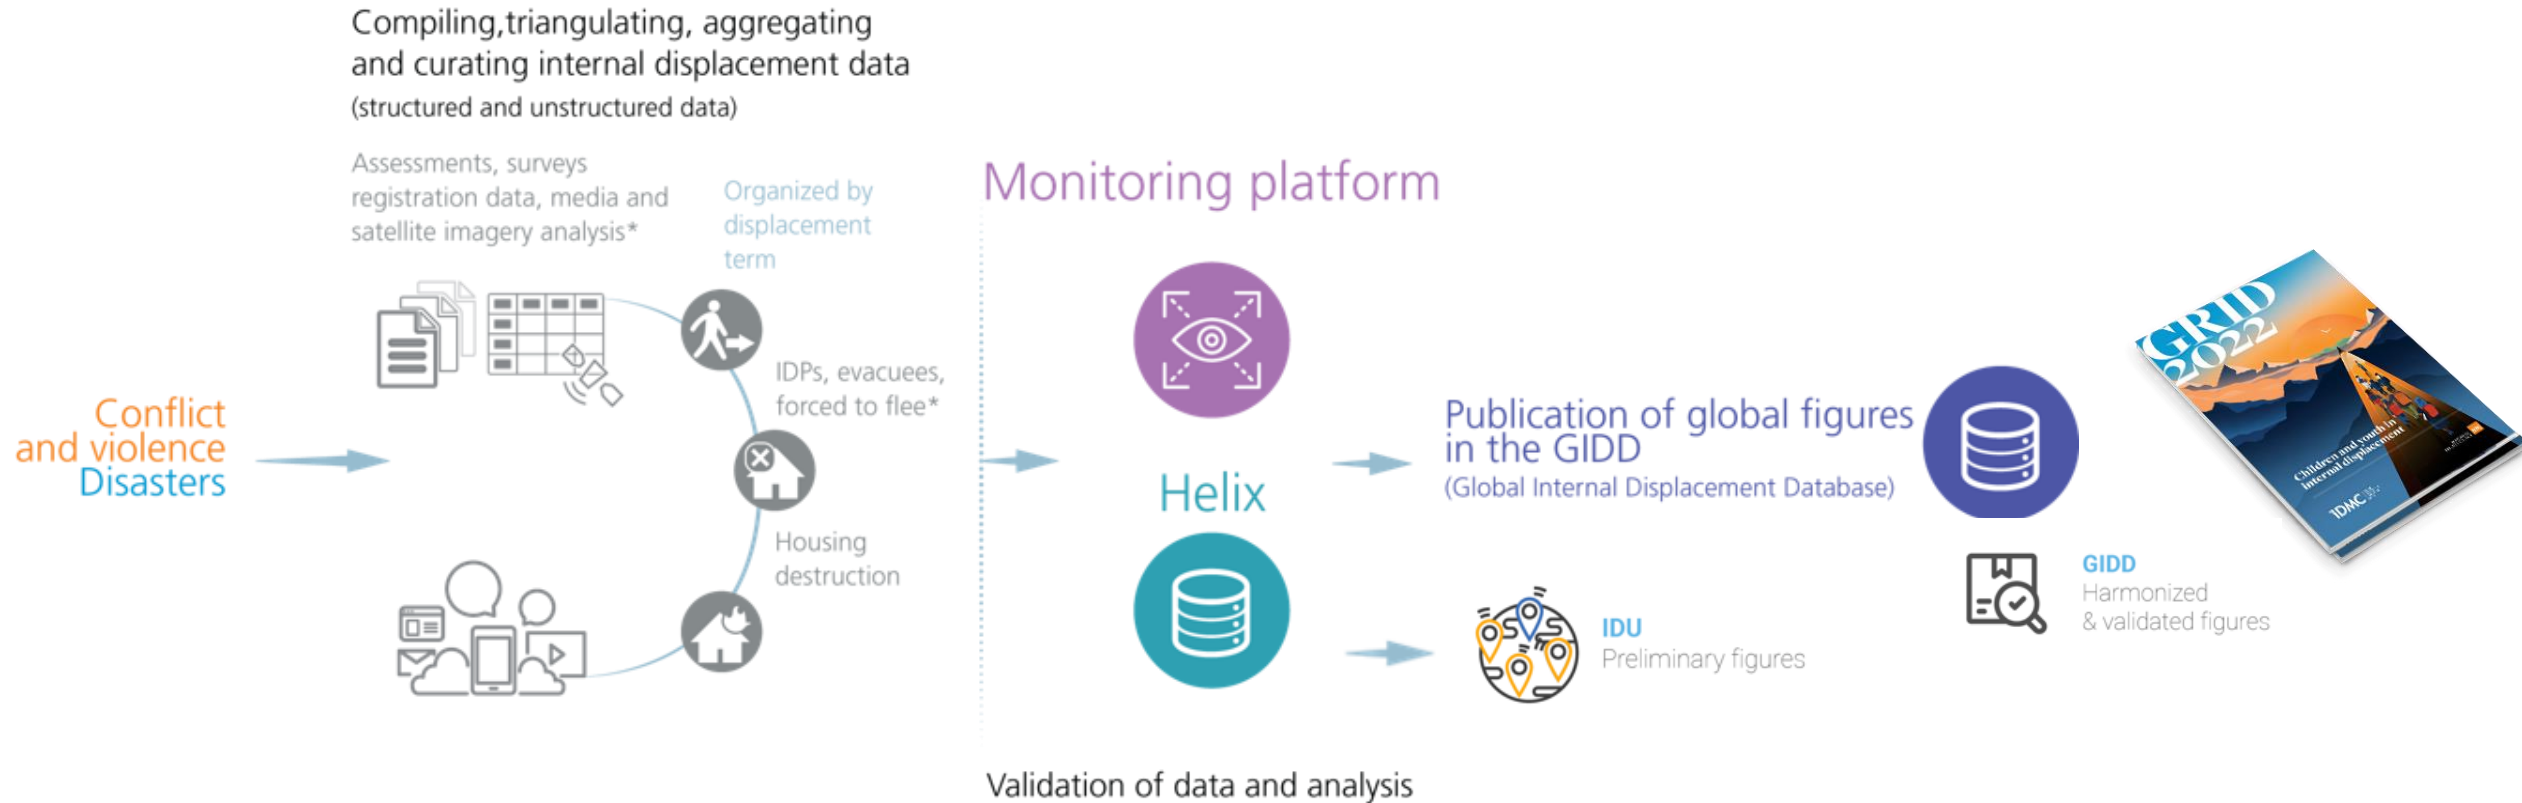 Compiling,triangulating, aggregating
and curating internal displacement data
(structured and unstructured data)
Assessments, surveys
registration data, media and
satellite imagery analysis*
Organized by
displacement
term
IDPs, evacuees,
forced to flee*
Housing
destruction
Conflict
and violence
Disasters
Monitoring platform
Helix
Validation of data and analysis
Publication of global figures
in the GIDD
(Global Internal Displacement Database)
IDU
Preliminary figures
GIDD
Harmonized
& validated figures
GRID
2022
Children and youth in
internal displacement
IDMC